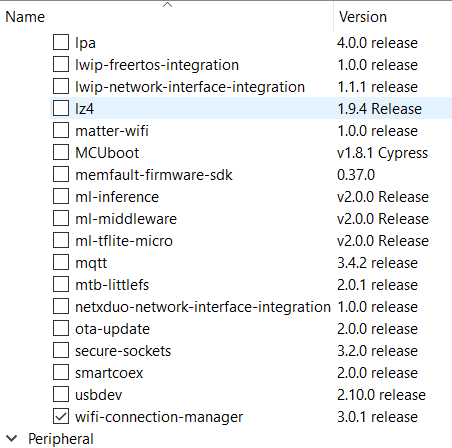 Name Version
lpa 4.0.0 release
lwip-freertos-integration 1.0.0 release
lwip-network-interface-integration 1.1.1 release
lz4 1.9.4 Release
matter-wifi 1.0.0 release
MCUboot v1.8.1 Cypress
memfault-firmware-sdk 0.37.0
ml-inference v2.0.0 Release
ml-middleware v2.0.0 Release
ml-tflite-micro v2.0.0 Release
mqtt 3.4.2 release
mtb-littlefs 2.0.1 release
netxduo-network-interface-integration 1.0.0 release
ota-update 2.0.0 release
secure-sockets 3.2.0 release
smartcoex 2.0.0 release
usbdev 2.10.0 release
wifi-connection-manager 3.0.1 release
Peripheral